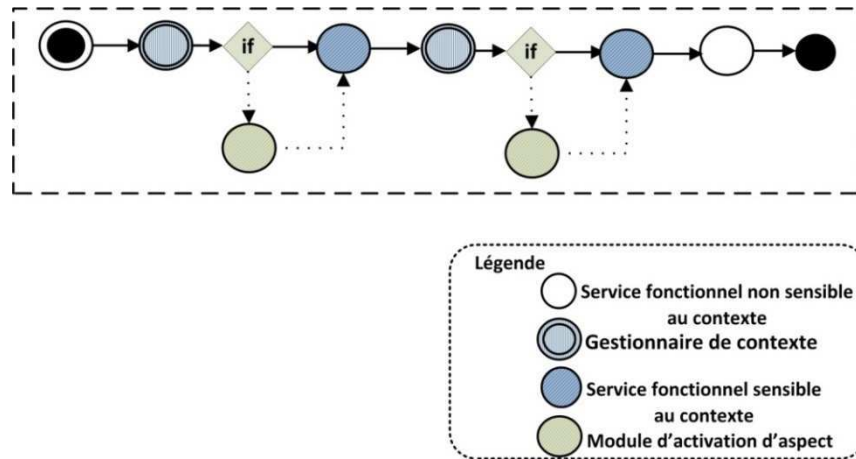 if
if
Légende
Service fonctionnel non sensible
au contexte
Gestionnaire de contexte
Service fonctionnel sensible
au contexte
Module d’activation d’aspect